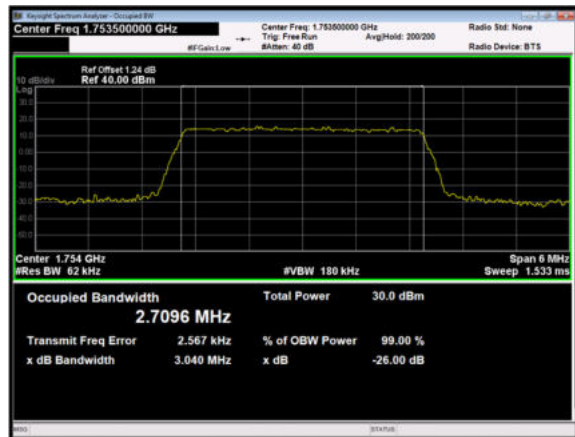 Keysight Spectrum Analyzer - Occupied BW
Center Freq 1.753500000 GHz
Center Freq: 1.753500000 GHz
Radio Std: None
Trig: Free Run
Avg|Hold: 200/200
#IFGain:Low
#Atten: 40 dB
Radio Device: BTS
Ref Offset 1.24 dB
10 dB/div
Ref 40.00 dBm
Log
30.0
20.0
10.0
0.00
-10.0
-20.0
-30.0
-40.0
-50.0
Center 1.754 GHz
Span 6 MHz
#Res BW 62 kHz
#VBW 180 kHz
Sweep 1.533 ms
Occupied Bandwidth
Total Power
30.0 dBm
2.7096 MHz
Transmit Freq Error
2.567 kHz
% of OBW Power
99.00 %
x dB Bandwidth
3.040 MHz
x dB
-26.00 dB
MSG
STATUS